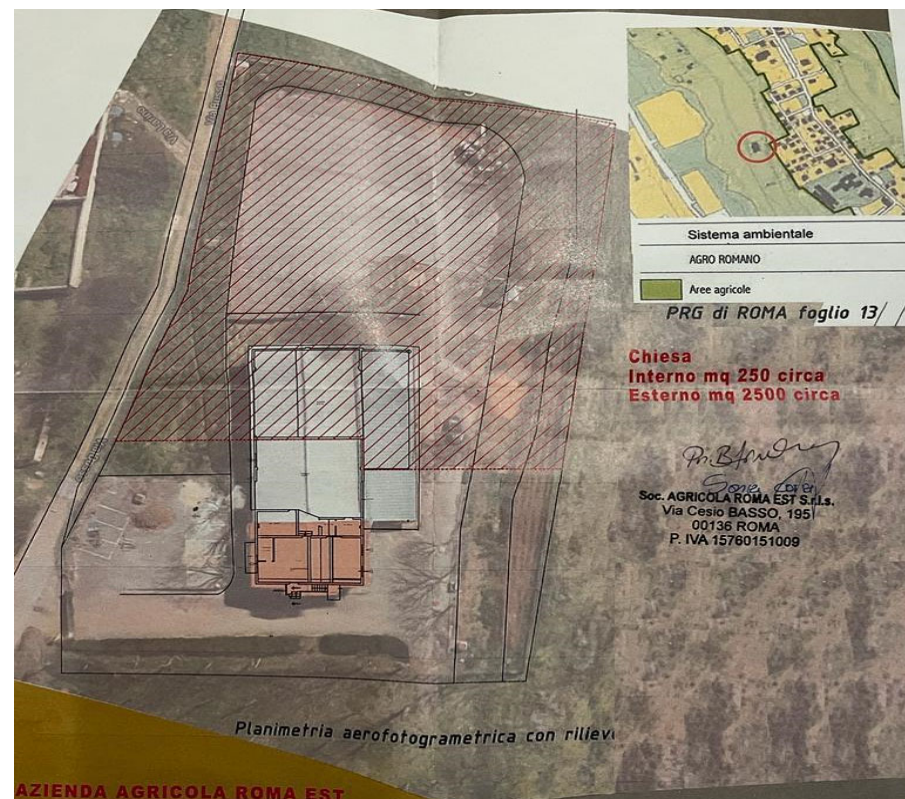 Sistema ambientale
AGRO ROMANO
Aree agricole
PRG di ROMA foglio 13/
Chiesa
Interno mq 250 circa
Esterno mq 2500 circa
Soc. AGRICOLA ROMA EST S.r.l.s.
Via Cesio BASSO, 195
00136 ROMA
P. IVA 15760151009
Planimetria aerofotogrametrica con riliev
AZIENDA AGRICOLA ROMA EST